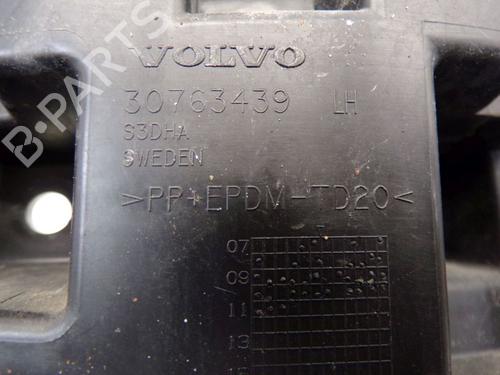 VOLVO
30763439 LH
S3DHA
SWEDEN
>PP+EPDM-TD20<
07
09
11
13
B-PARTS